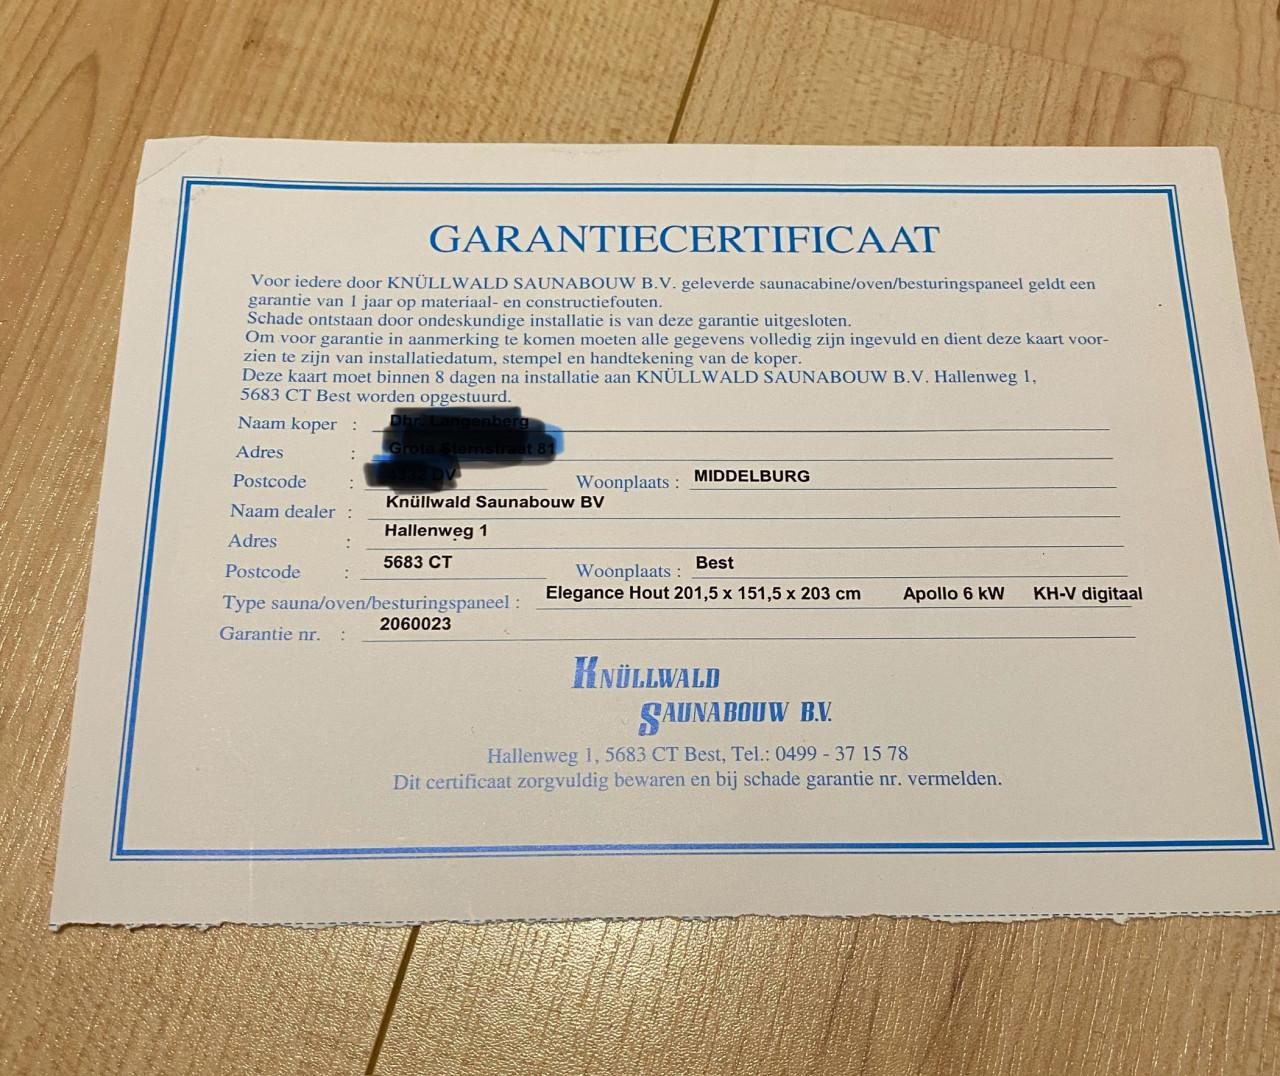 GARANTIECERTIFICAAT
Voor iedere door KNÜLLWALD SAUNABOUW B.V. geleverde saunacabine/oven/besturingspaneel geldt een
garantie van 1 jaar op materiaal- en constructiefouten.
Schade ontstaan door ondeskundige installatie is van deze garantie uitgesloten.
Om voor garantie in aanmerking te komen moeten alle gegevens volledig zijn ingevuld en dient deze kaart voor-
zien te zijn van installatiedatum, stempel en handtekening van de koper.
Deze kaart moet binnen 8 dagen na installatie aan KNÜLLWALD SAUNABOUW B.V. Hallenweg 1,
5683 CT Best worden opgestuurd.
Naam koper :
Adres :
Postcode : Woonplaats : MIDDELBURG
Naam dealer : Knüllwald Saunabouw BV
Adres : Hallenweg 1
Postcode : 5683 CT Woonplaats : Best
Type sauna/oven/besturingspaneel : Elegance Hout 201,5 x 151,5 x 203 cm Apollo 6 kW KH-V digitaal
Garantie nr. : 2060023
KNÜLLWALD
SAUNABOUW B.V.
Hallenweg 1, 5683 CT Best, Tel.: 0499 - 37 15 78
Dit certificaat zorgvuldig bewaren en bij schade garantie nr. vermelden.